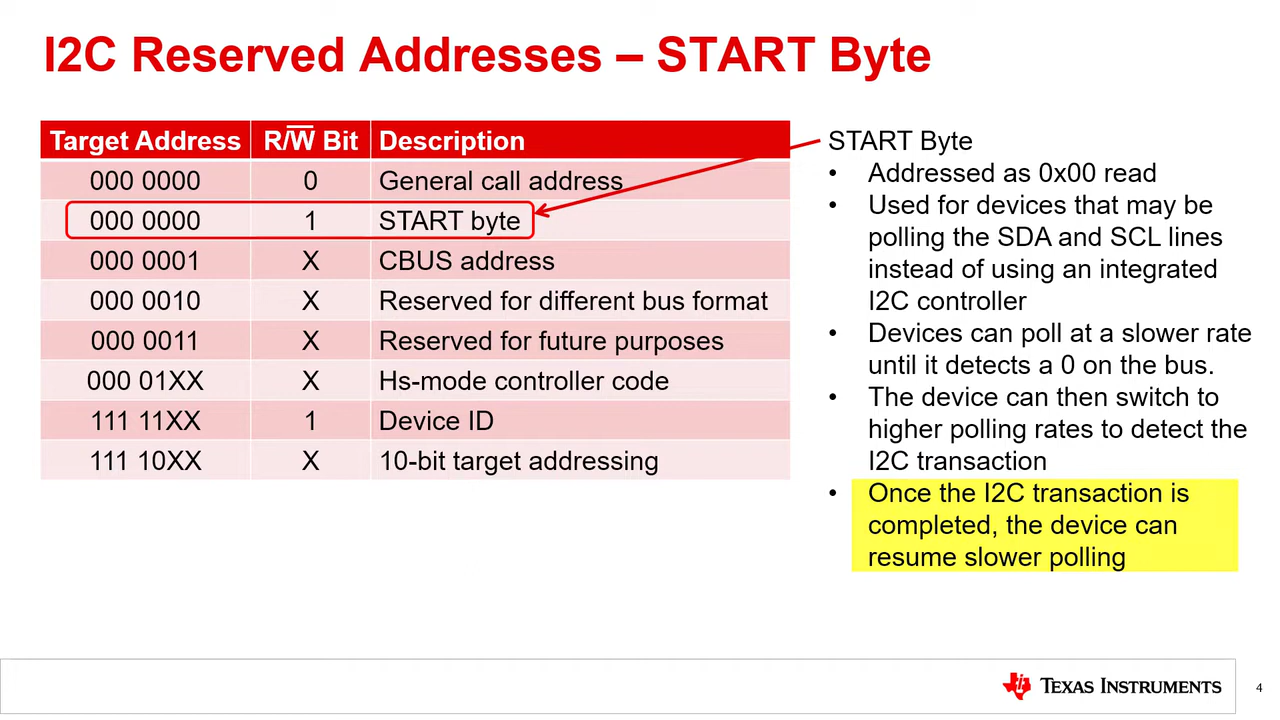 I2C Reserved Addresses – START Byte
Target Address R/W Bit Description
000 0000 0 General call address
000 0000 1 START byte
000 0001 X CBUS address
000 0010 X Reserved for different bus format
000 0011 X Reserved for future purposes
000 01XX X Hs-mode controller code
111 11XX 1 Device ID
111 10XX X 10-bit target addressing
START Byte
• Addressed as 0x00 read
• Used for devices that may be
polling the SDA and SCL lines
instead of using an integrated
I2C controller
• Devices can poll at a slower rate
until it detects a 0 on the bus.
• The device can then switch to
higher polling rates to detect the
I2C transaction
• Once the I2C transaction is
completed, the device can
resume slower polling
TEXAS INSTRUMENTS
4